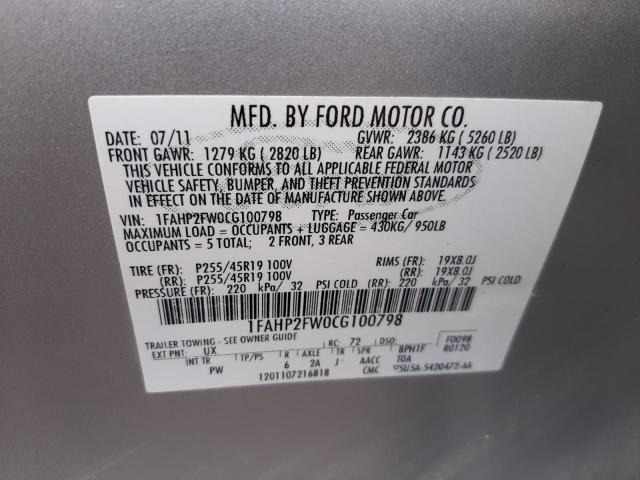 MFD. BY FORD MOTOR CO.
DATE: 07/11 GVWR: 2386 KG ( 5260 LB)
FRONT GAWR: 1279 KG ( 2820 LB) REAR GAWR: 1143 KG ( 2520 LB)
THIS VEHICLE CONFORMS TO ALL APPLICABLE FEDERAL MOTOR
VEHICLE SAFETY, BUMPER, AND THEFT PREVENTION STANDARDS
IN EFFECT ON THE DATE OF MANUFACTURE SHOWN ABOVE.
VIN: 1FAHP2FW0CG100798 TYPE: Passenger Car
MAXIMUM LOAD = OCCUPANTS + LUGGAGE = 430KG/ 950LB
OCCUPANTS = 5 TOTAL; 2 FRONT, 3 REAR
TIRE (FR) P255/45R19 100V RIMS (FR): 19X8.0J
(RR) P255/45R19 100V (RR): 19X8.0J
PRESSURE (FR): 220 kPa/ 32 PSI COLD (RR): 220 kPa/ 32 PSI COLD
1FAHP2FW0CG100798
TRAILER TOWING - SEE OWNER GUIDE
EXT PNT: UX RC: 72 DSO: F0098
INT TR TP/PS R AXLE TR SPR BPH1F R0120
PW 6 2A J AACC TOA
1201107216818 CMC 5U5A-5420472-AA